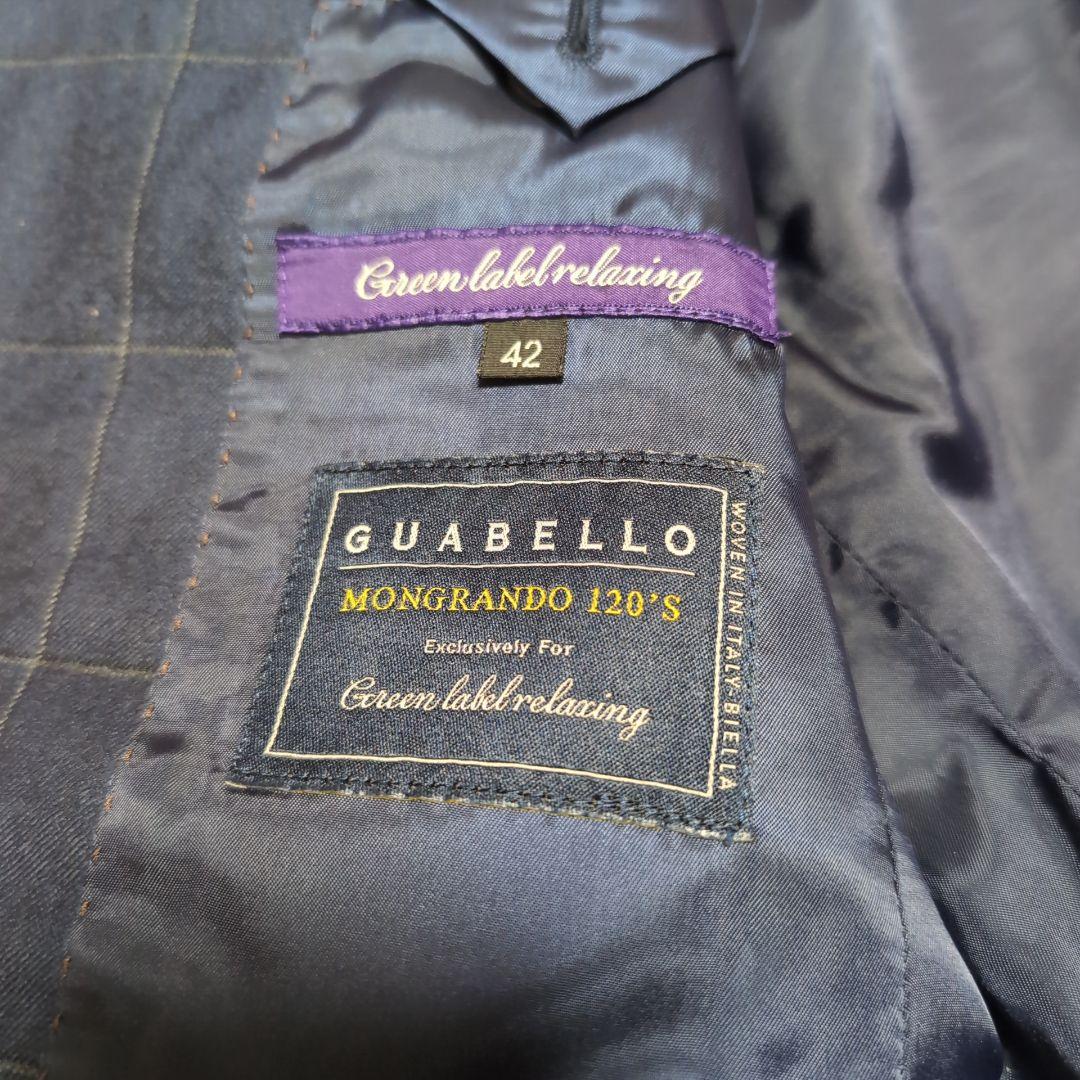 Green label relaxing
42
GUABELLO
MONGRANDO 120'S
Exclusively For
Green label relaxing
WOVEN IN ITALY-BIELLA